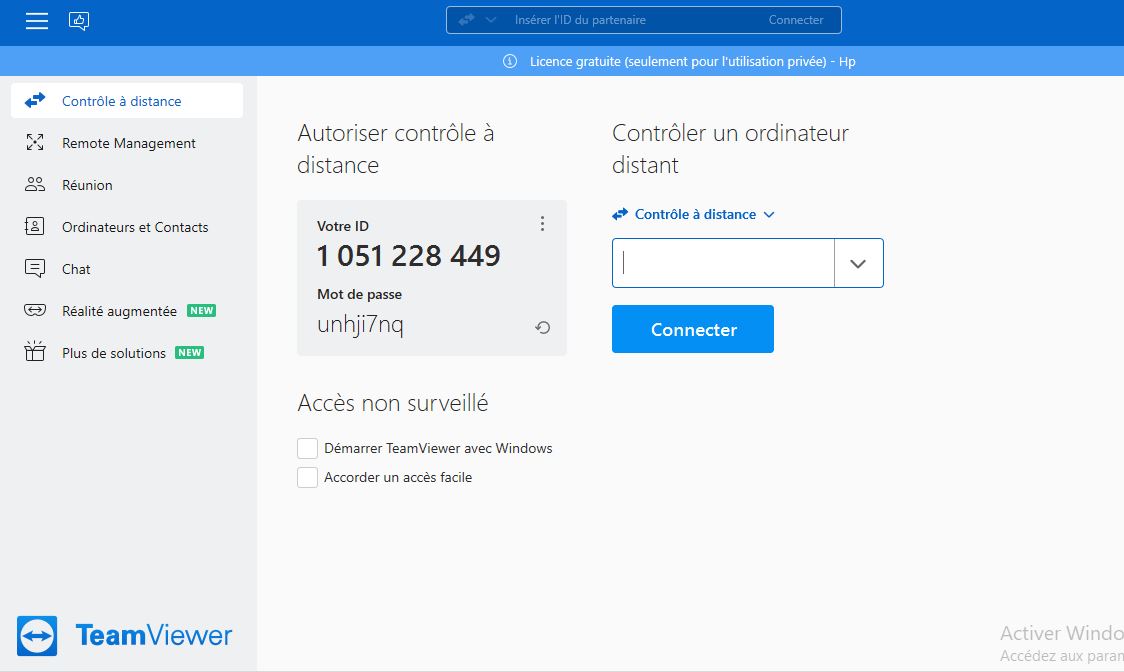 Insérer l'ID du partenaire Connecter
Licence gratuite (seulement pour l'utilisation privée) - Hp
Contrôle à distance
Remote Management
Réunion
Ordinateurs et Contacts
Chat
Réalité augmentée NEW
Plus de solutions NEW
Autoriser contrôle à
distance
Votre ID
1 051 228 449
Mot de passe
unhji7nq
Accès non surveillé
Démarrer TeamViewer avec Windows
Accorder un accès facile
Contrôler un ordinateur
distant
Contrôle à distance
Connecter
TeamViewer
Activer Windo
Accédez aux param